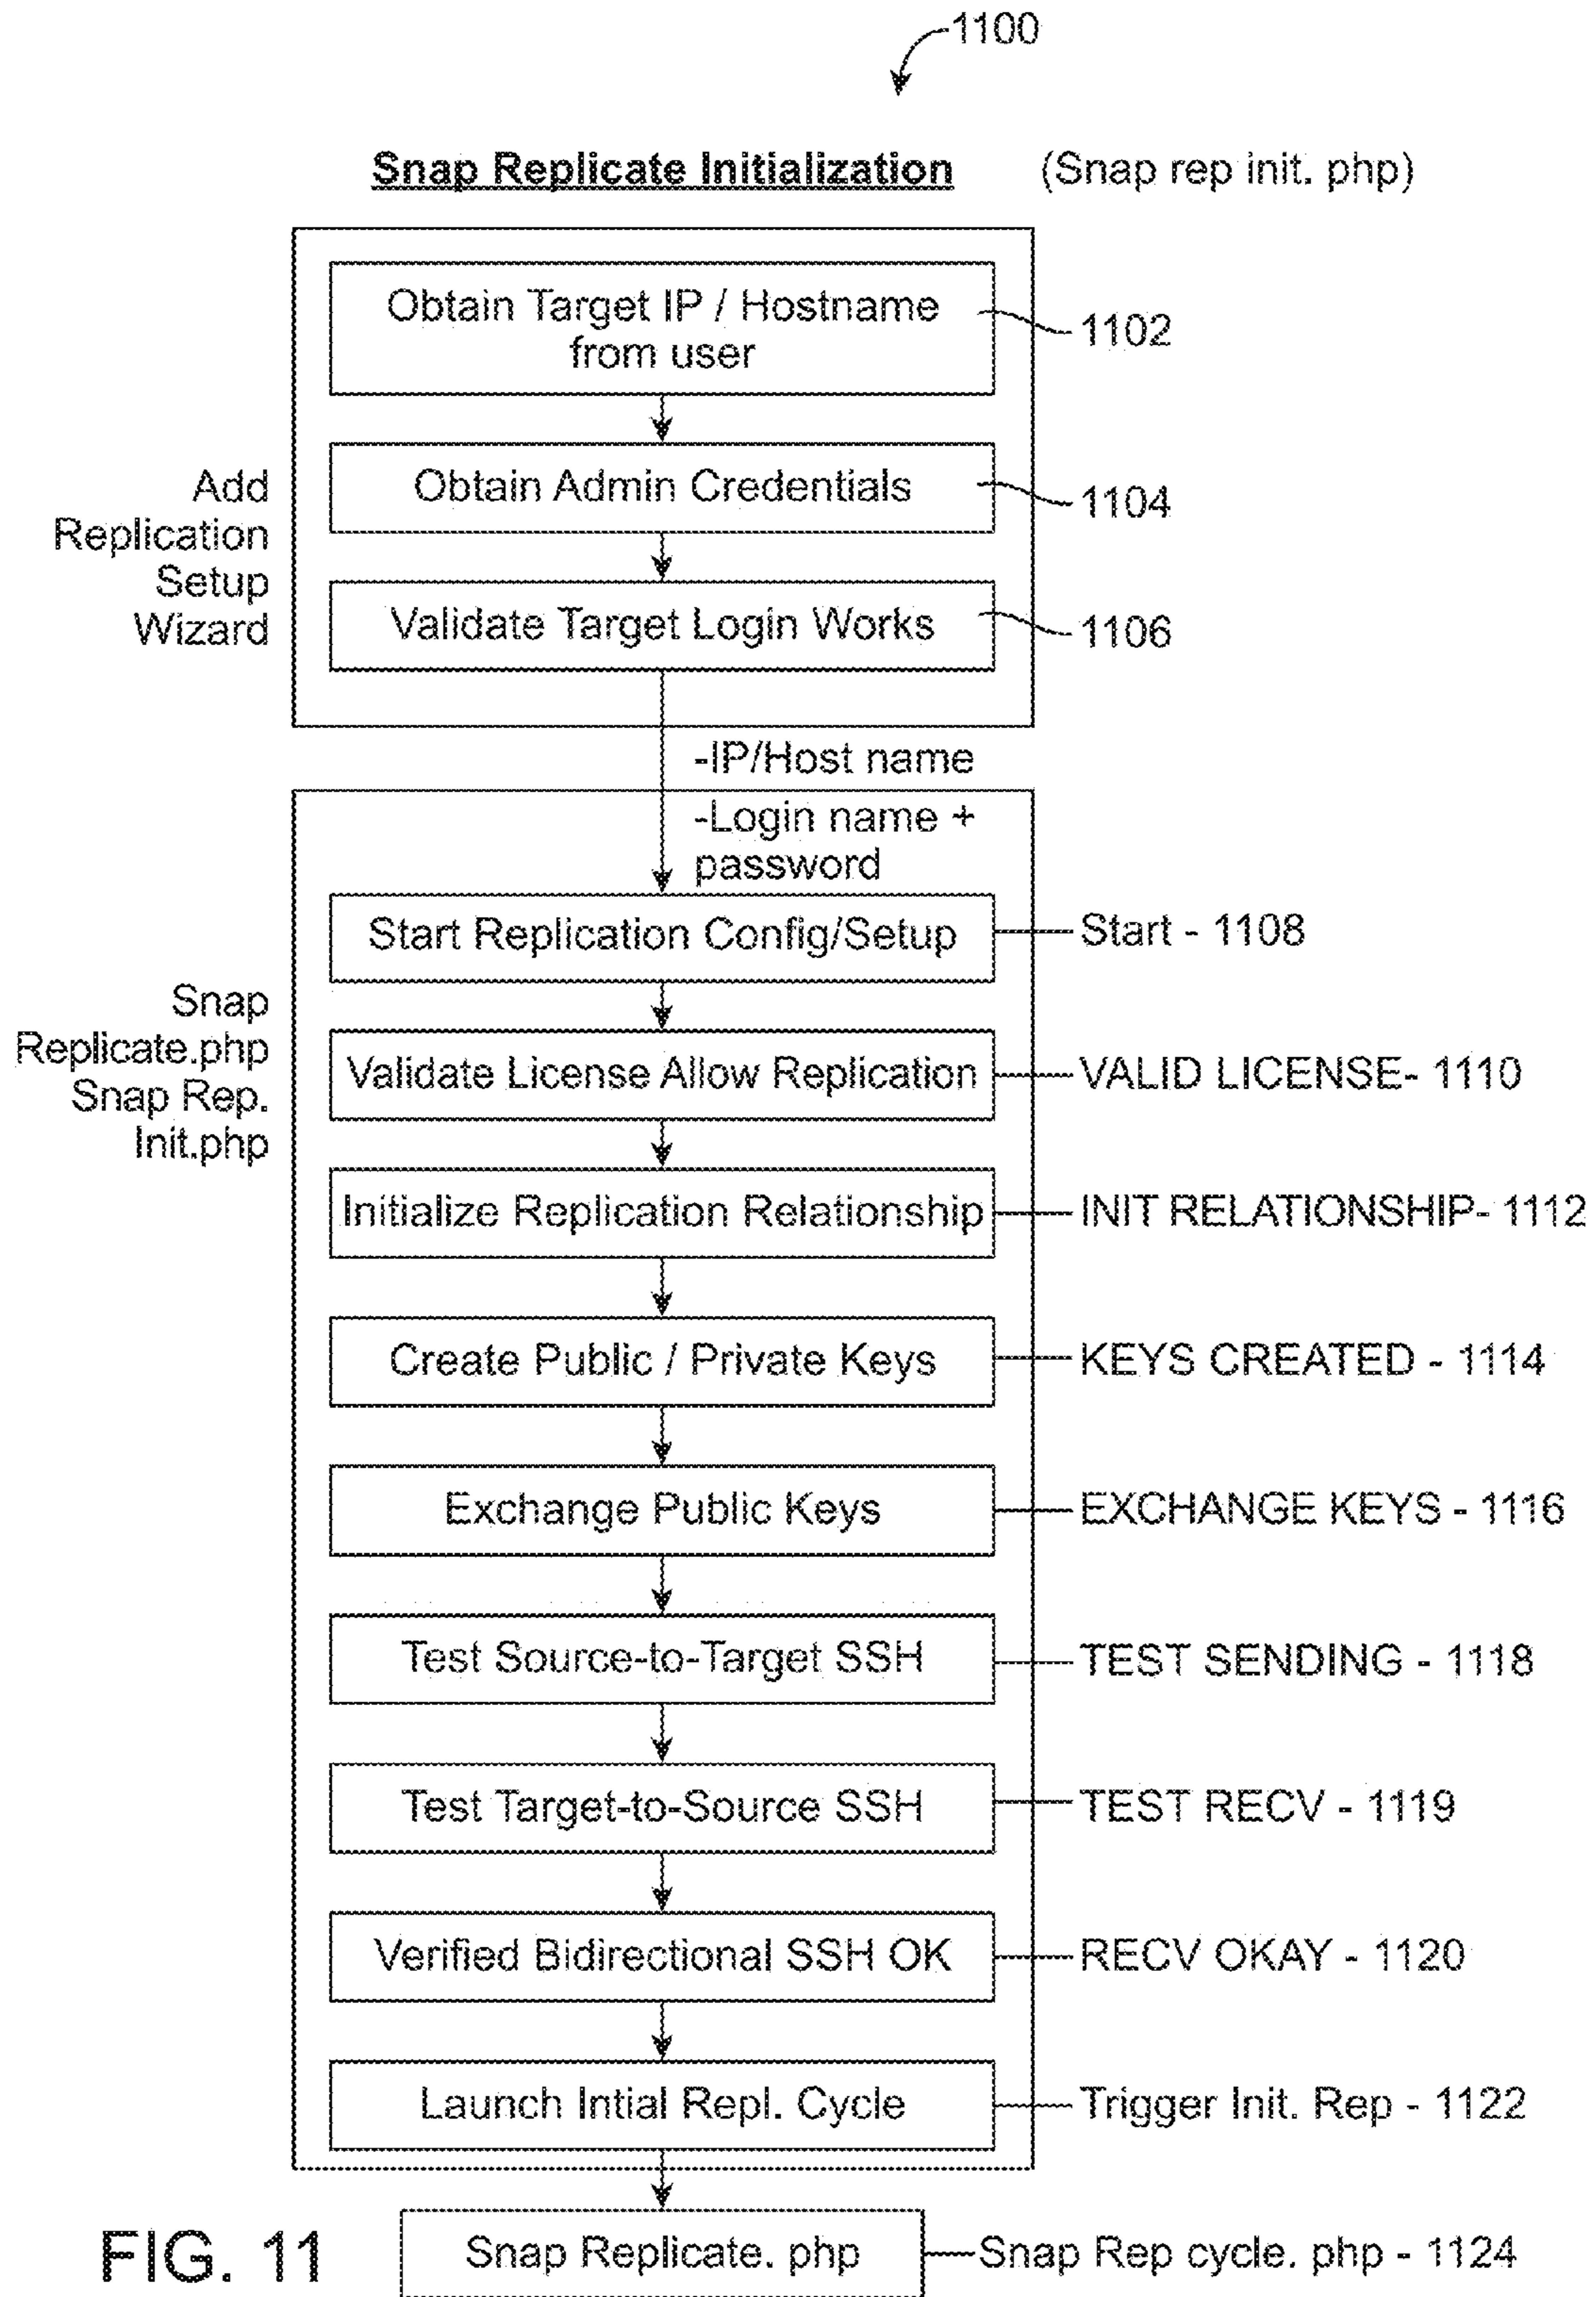 1100
Snap Replicate Initialization (Snap rep init. php)
Obtain Target IP / Hostname
from user
1102
Add
Replication
Setup
Wizard
Obtain Admin Credentials
1104
Validate Target Login Works
1106
-IP/Host name
-Login name +
password
Snap
Replicate.php
Snap Rep.
Init.php
Start Replication Config/Setup
Start - 1108
Validate License Allow Replication
VALID LICENSE- 1110
Initialize Replication Relationship
INIT RELATIONSHIP- 1112
Create Public / Private Keys
KEYS CREATED - 1114
Exchange Public Keys
EXCHANGE KEYS - 1116
Test Source-to-Target SSH
TEST SENDING - 1118
Test Target-to-Source SSH
TEST RECV - 1119
Verified Bidirectional SSH OK
RECV OKAY - 1120
Launch Intial Repl. Cycle
Trigger Init. Rep - 1122
Snap Replicate. php
Snap Rep cycle. php - 1124
FIG. 11